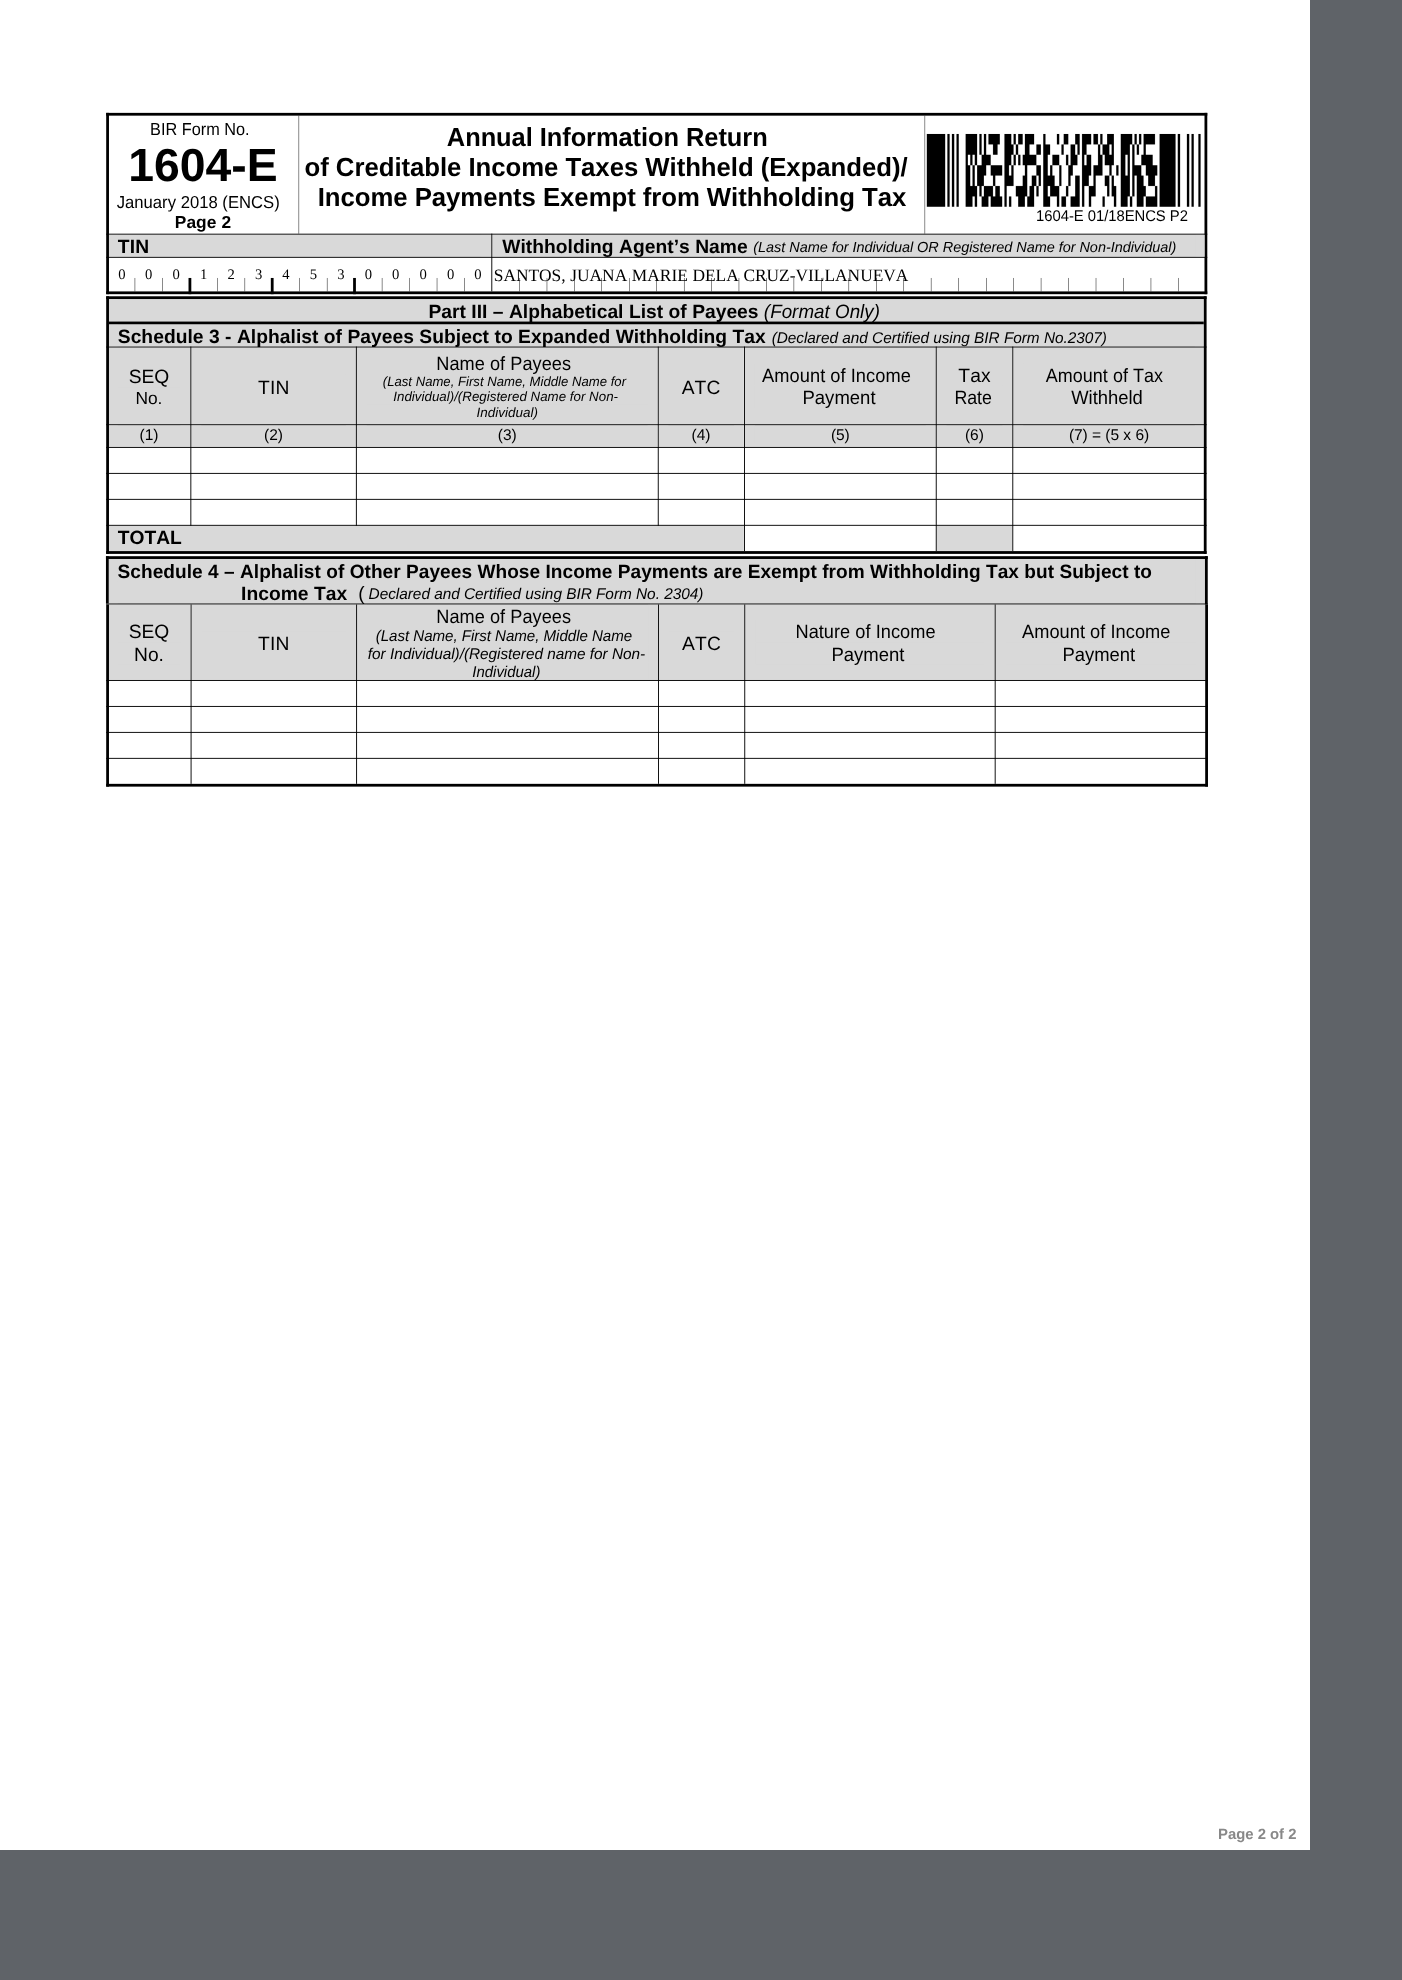 BIR Form No.
1604-E
January 2018 (ENCS)
Page 2
Annual Information Return
of Creditable Income Taxes Withheld (Expanded)/
Income Payments Exempt from Withholding Tax
1604-E 01/18ENCS P2
TIN
Withholding Agent’s Name (Last Name for Individual OR Registered Name for Non-Individual)
0 0 0 1 2 3 4 5 3 0 0 0 0 0
SANTOS, JUANA MARIE DELA CRUZ-VILLANUEVA
Part III – Alphabetical List of Payees (Format Only)
Schedule 3 - Alphalist of Payees Subject to Expanded Withholding Tax (Declared and Certified using BIR Form No.2307)
SEQ
No.
TIN
Name of Payees
(Last Name, First Name, Middle Name for
Individual)/(Registered Name for Non-
Individual)
ATC
Amount of Income
Payment
Tax
Rate
Amount of Tax
Withheld
(1) (2) (3) (4) (5) (6) (7) = (5 x 6)
TOTAL
Schedule 4 – Alphalist of Other Payees Whose Income Payments are Exempt from Withholding Tax but Subject to
Income Tax ( Declared and Certified using BIR Form No. 2304)
SEQ
No.
TIN
Name of Payees
(Last Name, First Name, Middle Name
for Individual)/(Registered name for Non-
Individual)
ATC
Nature of Income
Payment
Amount of Income
Payment
Page 2 of 2